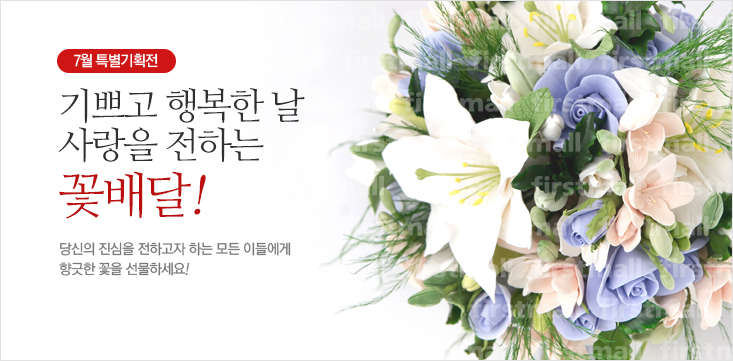 7월 특별기획전
기쁘고 행복한 날
사랑을 전하는
꽃배달!
당신의 진심을 전하고자 하는 모든 이들에게
향긋한 꽃을 선물하세요!
firstmall